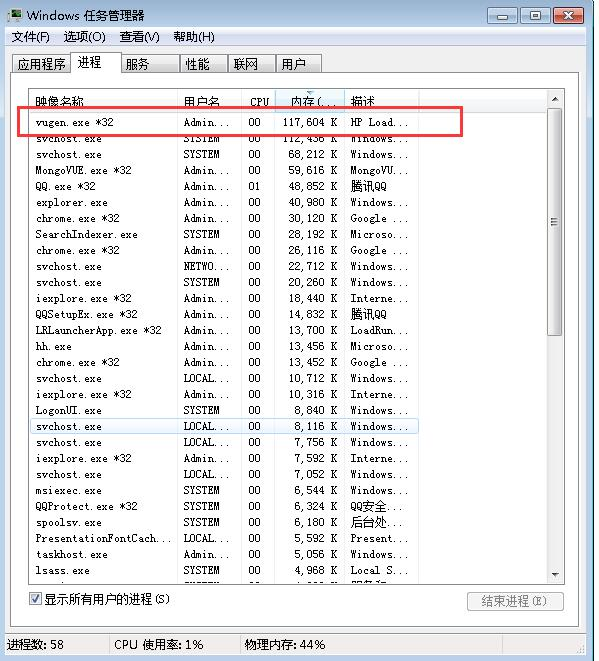 Windows 任务管理器
文件(F) 选项(O) 查看(V) 帮助(H)
应用程序 进程 服务 性能 联网 用户
映像名称 用户名 CPU 内存(... 描述
vugen.exe *32 Admin... 00 117,604 K HP Load...
svchost.exe SYSTEM 00 112,436 K Windows...
svchost.exe SYSTEM 00 68,212 K Windows...
MongoVUE.exe *32 Admin... 00 59,616 K MongoVU...
QQ.exe *32 Admin... 01 48,852 K 腾讯QQ
explorer.exe Admin... 00 40,980 K Windows...
chrome.exe *32 Admin... 00 30,120 K Google ...
SearchIndexer.exe SYSTEM 00 28,192 K Microso...
chrome.exe *32 Admin... 00 26,116 K Google ...
svchost.exe NETWO... 00 22,712 K Windows...
svchost.exe SYSTEM 00 20,260 K Windows...
iexplore.exe *32 Admin... 00 18,440 K Interne...
QQSetupEx.exe *32 Admin... 00 14,832 K 腾讯QQ
LRLauncherApp.exe *32 Admin... 00 13,700 K LoadRun...
hh.exe Admin... 00 13,456 K Microso...
chrome.exe *32 Admin... 00 13,452 K Google ...
svchost.exe LOCAL... 00 10,712 K Windows...
iexplore.exe *32 Admin... 00 10,316 K Interne...
LogonUI.exe SYSTEM 00 8,840 K Windows...
svchost.exe LOCAL... 00 8,116 K Windows...
svchost.exe LOCAL... 00 7,756 K Windows...
iexplore.exe *32 Admin... 00 7,592 K Interne...
svchost.exe LOCAL... 00 7,052 K Windows...
msiexec.exe SYSTEM 00 6,544 K Windows...
QQProtect.exe *32 SYSTEM 00 6,324 K QQ安全...
spoolsv.exe SYSTEM 00 6,180 K 后台处...
PresentationFontCach... LOCAL... 00 5,592 K Present...
taskhost.exe Admin... 00 5,056 K Windows...
lsass.exe SYSTEM 00 4,968 K Local S...
显示所有用户的进程(S) 结束进程(E)
进程数: 58 CPU 使用率: 1% 物理内存: 44%